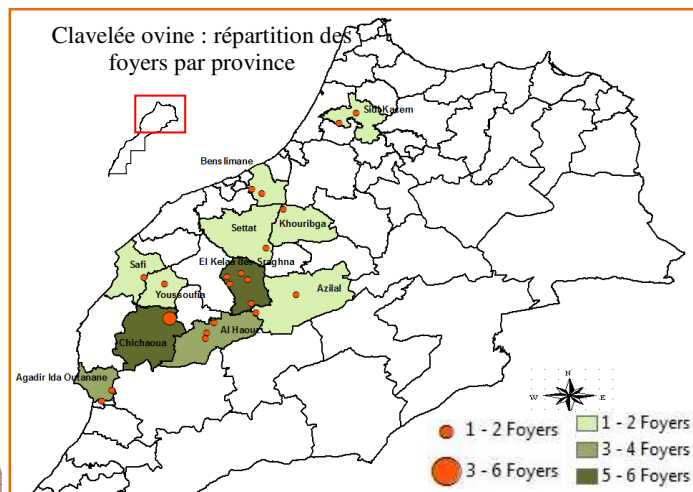 Clavelée ovine : répartition des
foyers par province
Sidi Kacem
Benslimane
Settat
Khouribga
Safi
El Kelaa des Sraghna
Youssoufia
Azilal
Al Haouz
Chichaoua
Agadir Ida Outanane
N
W
E
S
1 - 2 Foyers
3 - 6 Foyers
1 - 2 Foyers
3 - 4 Foyers
5 - 6 Foyers